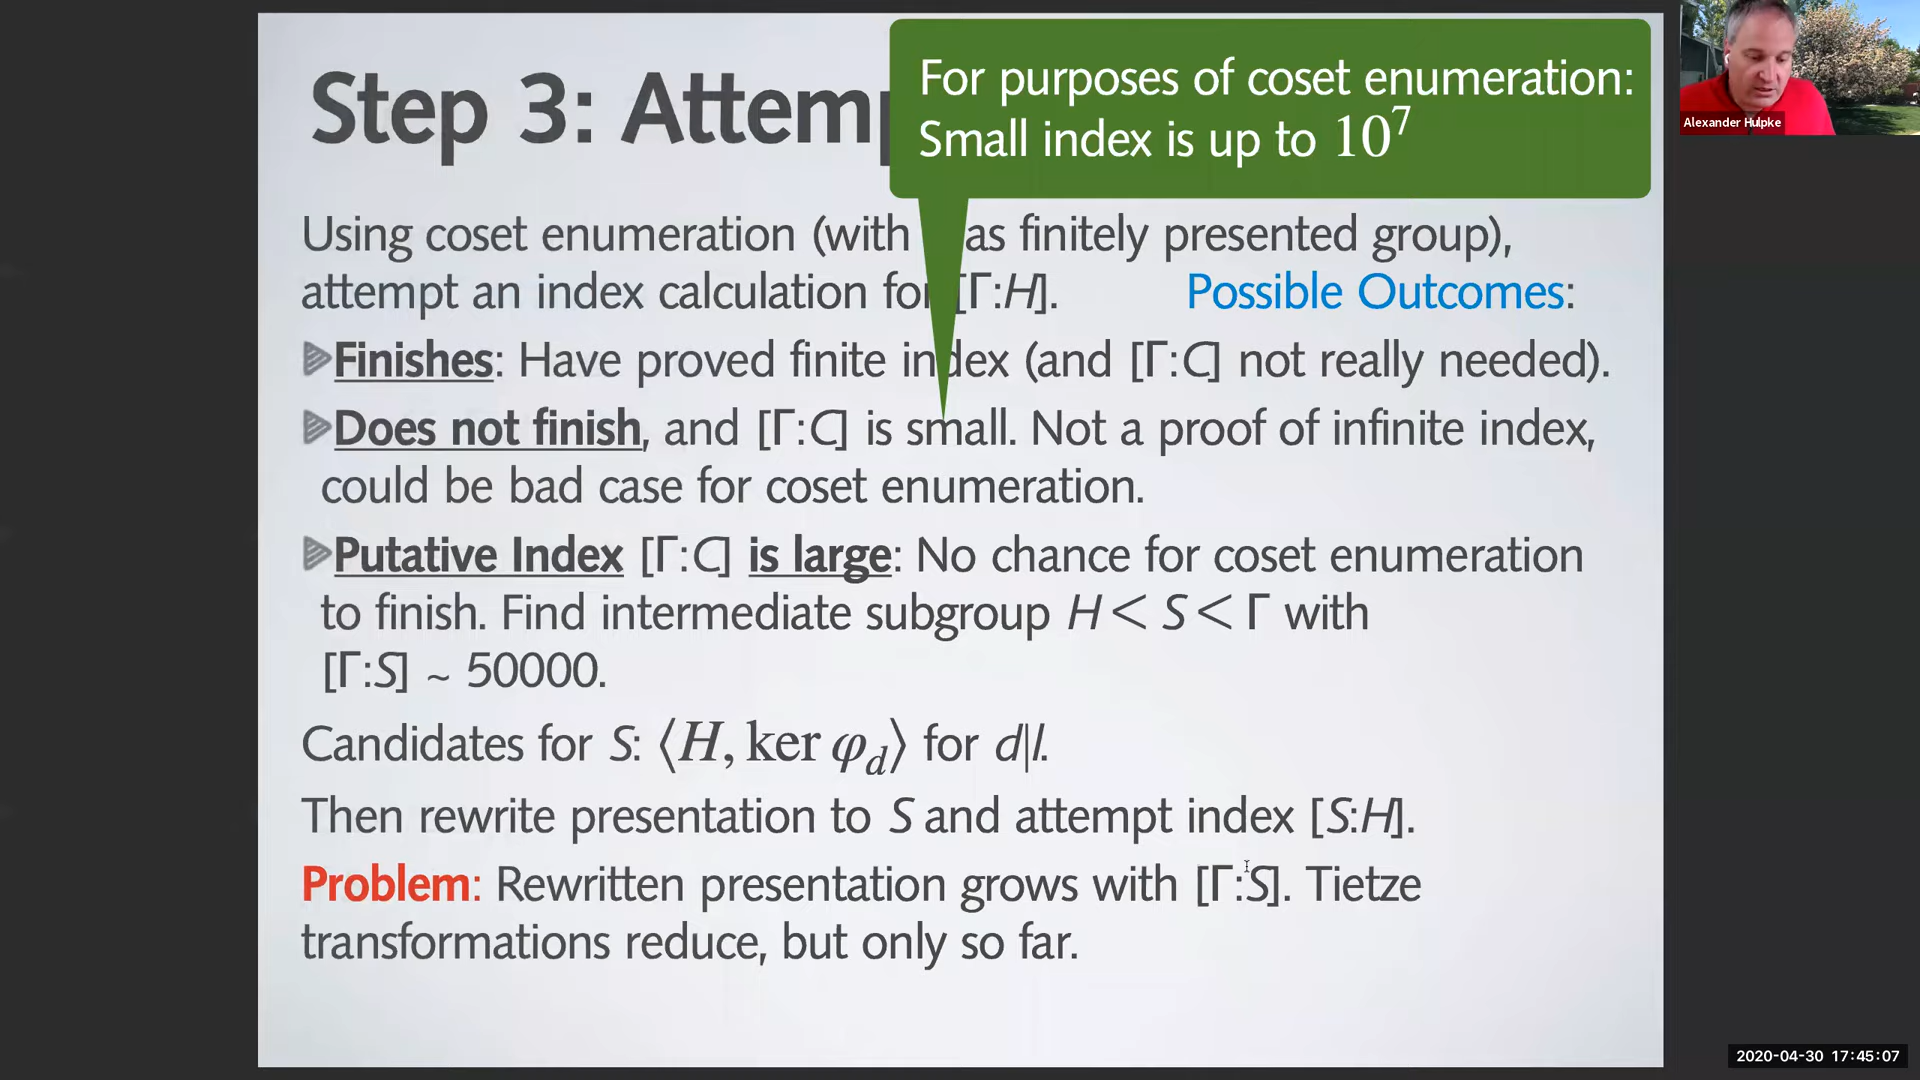 Step 3: Attem
For purposes of coset enumeration:
Small index is up to 10⁷
Alexander Hulpke
Using coset enumeration (with as finitely presented group),
attempt an index calculation for [Γ:H]. Possible Outcomes:
Finishes: Have proved finite index (and [Γ:C] not really needed).
Does not finish, and [Γ:C] is small. Not a proof of infinite index,
could be bad case for coset enumeration.
Putative Index [Γ:C] is large: No chance for coset enumeration
to finish. Find intermediate subgroup H < S < Γ with
[Γ:S] ~ 50000.
Candidates for S: ⟨H, ker φ_d⟩ for d|l.
Then rewrite presentation to S and attempt index [S:H].
Problem: Rewritten presentation grows with [Γ:S]. Tietze
transformations reduce, but only so far.
2020-04-30 17:45:07